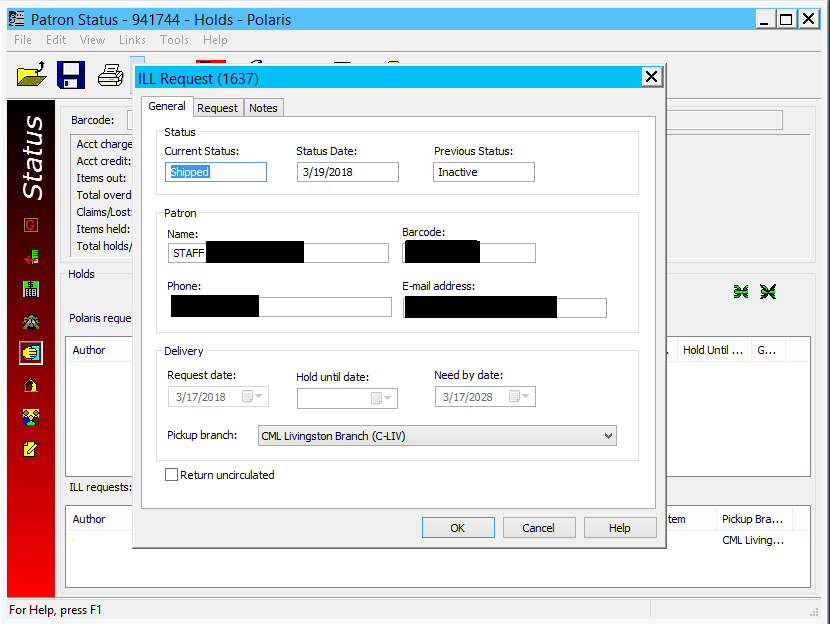 Patron Status - 941744 - Holds - Polaris
File Edit View Links Tools Help
ILL Request (1637)
General Request Notes
Status
Barcode:
Acct charge
Acct credit:
Items out:
Total overd
Claims/Lost
Items held:
Total holds/
Holds
Polaris reque
Author
Hold Until ... G...
ILL requests:
Author
tem Pickup Bra...
CML Living...
Status
Current Status: Status Date: Previous Status:
Shipped 3/19/2018 Inactive
Patron
Name: Barcode:
STAFF
Phone: E-mail address:
Delivery
Request date: Hold until date: Need by date:
3/17/2018 3/17/2028
Pickup branch: CML Livingston Branch (C-LIV)
Return uncirculated
OK Cancel Help
For Help, press F1